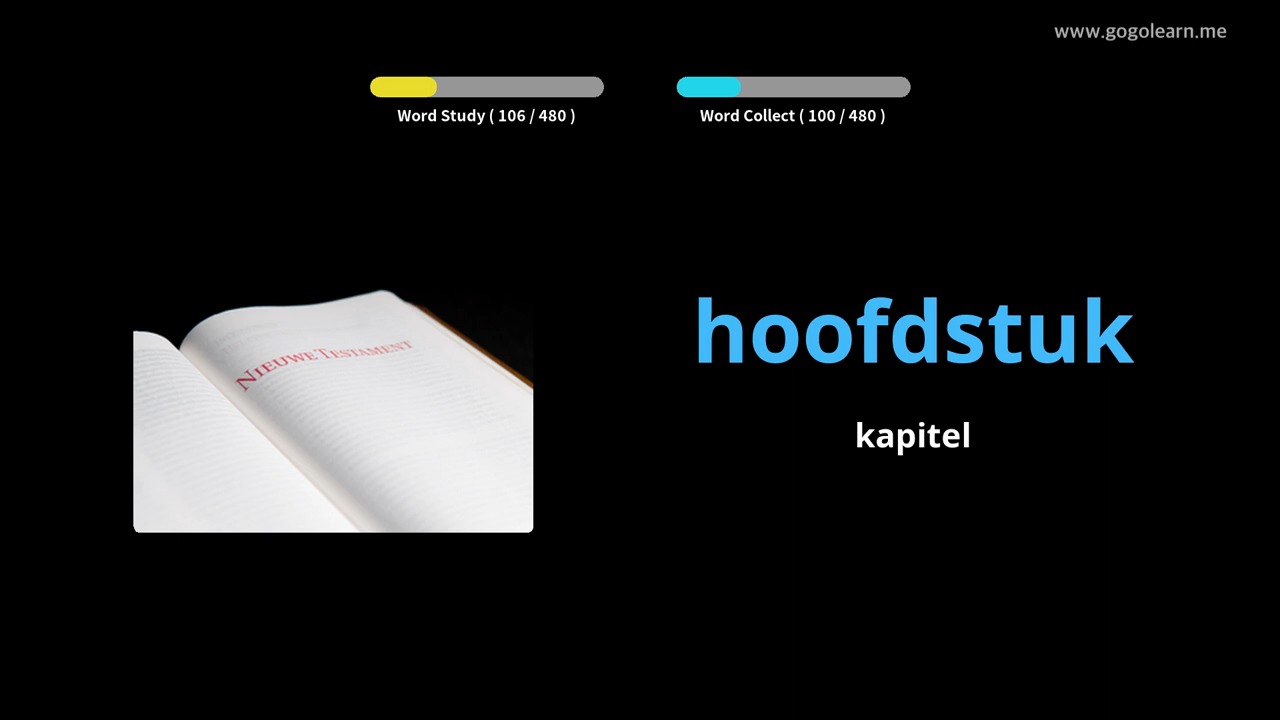 www.gogolearn.me
Word Study ( 106 / 480 )
Word Collect ( 100 / 480 )
NIEUWE TESTAMENT
hoofdstuk
kapitel